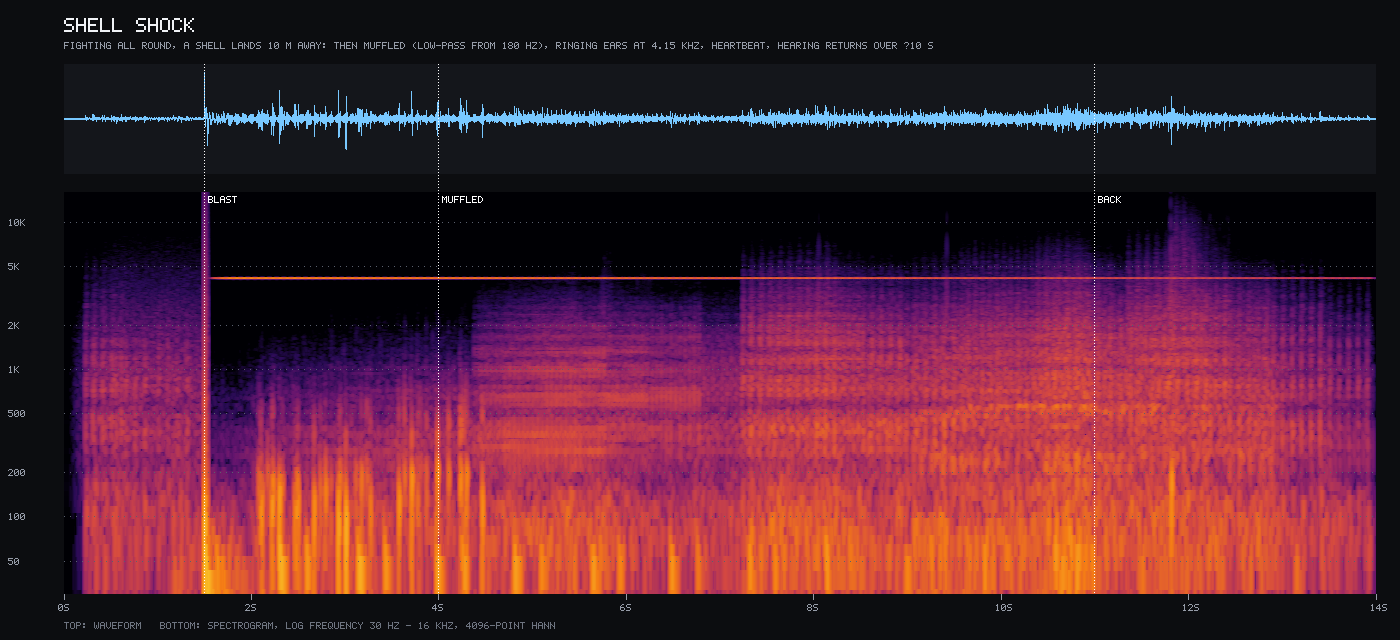 SHELL SHOCK
FIGHTING ALL ROUND, A SHELL LANDS 10 M AWAY: THEN MUFFLED (LOW-PASS FROM 180 HZ), RINGING EARS AT 4.15 KHZ, HEARTBEAT, HEARING RETURNS OVER ?10 S
BLAST
MUFFLED
BACK
10K
5K
2K
1K
500
200
100
50
0S 2S 4S 6S 8S 10S 12S 14S
TOP: WAVEFORM BOTTOM: SPECTROGRAM, LOG FREQUENCY 30 HZ - 16 KHZ, 4096-POINT HANN